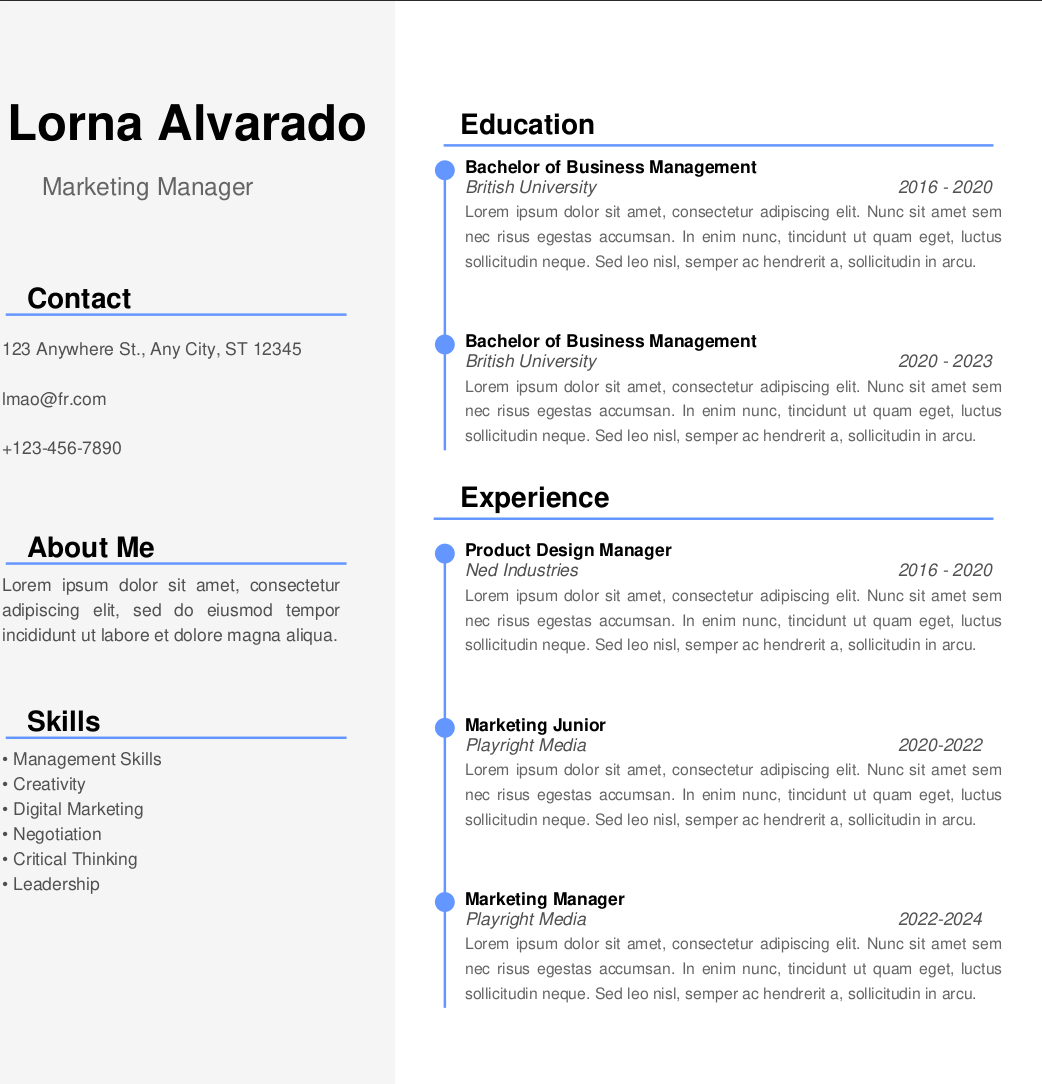 Lorna Alvarado
Marketing Manager
Contact
123 Anywhere St., Any City, ST 12345
lmao@fr.com
+123-456-7890
About Me
Lorem ipsum dolor sit amet, consectetur
adipiscing elit, sed do eiusmod tempor
incididunt ut labore et dolore magna aliqua.
Skills
• Management Skills
• Creativity
• Digital Marketing
• Negotiation
• Critical Thinking
• Leadership
Education
Bachelor of Business Management
British University 2016 - 2020
Lorem ipsum dolor sit amet, consectetur adipiscing elit. Nunc sit amet sem
nec risus egestas accumsan. In enim nunc, tincidunt ut quam eget, luctus
sollicitudin neque. Sed leo nisl, semper ac hendrerit a, sollicitudin in arcu.
Bachelor of Business Management
British University 2020 - 2023
Lorem ipsum dolor sit amet, consectetur adipiscing elit. Nunc sit amet sem
nec risus egestas accumsan. In enim nunc, tincidunt ut quam eget, luctus
sollicitudin neque. Sed leo nisl, semper ac hendrerit a, sollicitudin in arcu.
Experience
Product Design Manager
Ned Industries 2016 - 2020
Lorem ipsum dolor sit amet, consectetur adipiscing elit. Nunc sit amet sem
nec risus egestas accumsan. In enim nunc, tincidunt ut quam eget, luctus
sollicitudin neque. Sed leo nisl, semper ac hendrerit a, sollicitudin in arcu.
Marketing Junior
Playright Media 2020-2022
Lorem ipsum dolor sit amet, consectetur adipiscing elit. Nunc sit amet sem
nec risus egestas accumsan. In enim nunc, tincidunt ut quam eget, luctus
sollicitudin neque. Sed leo nisl, semper ac hendrerit a, sollicitudin in arcu.
Marketing Manager
Playright Media 2022-2024
Lorem ipsum dolor sit amet, consectetur adipiscing elit. Nunc sit amet sem
nec risus egestas accumsan. In enim nunc, tincidunt ut quam eget, luctus
sollicitudin neque. Sed leo nisl, semper ac hendrerit a, sollicitudin in arcu.